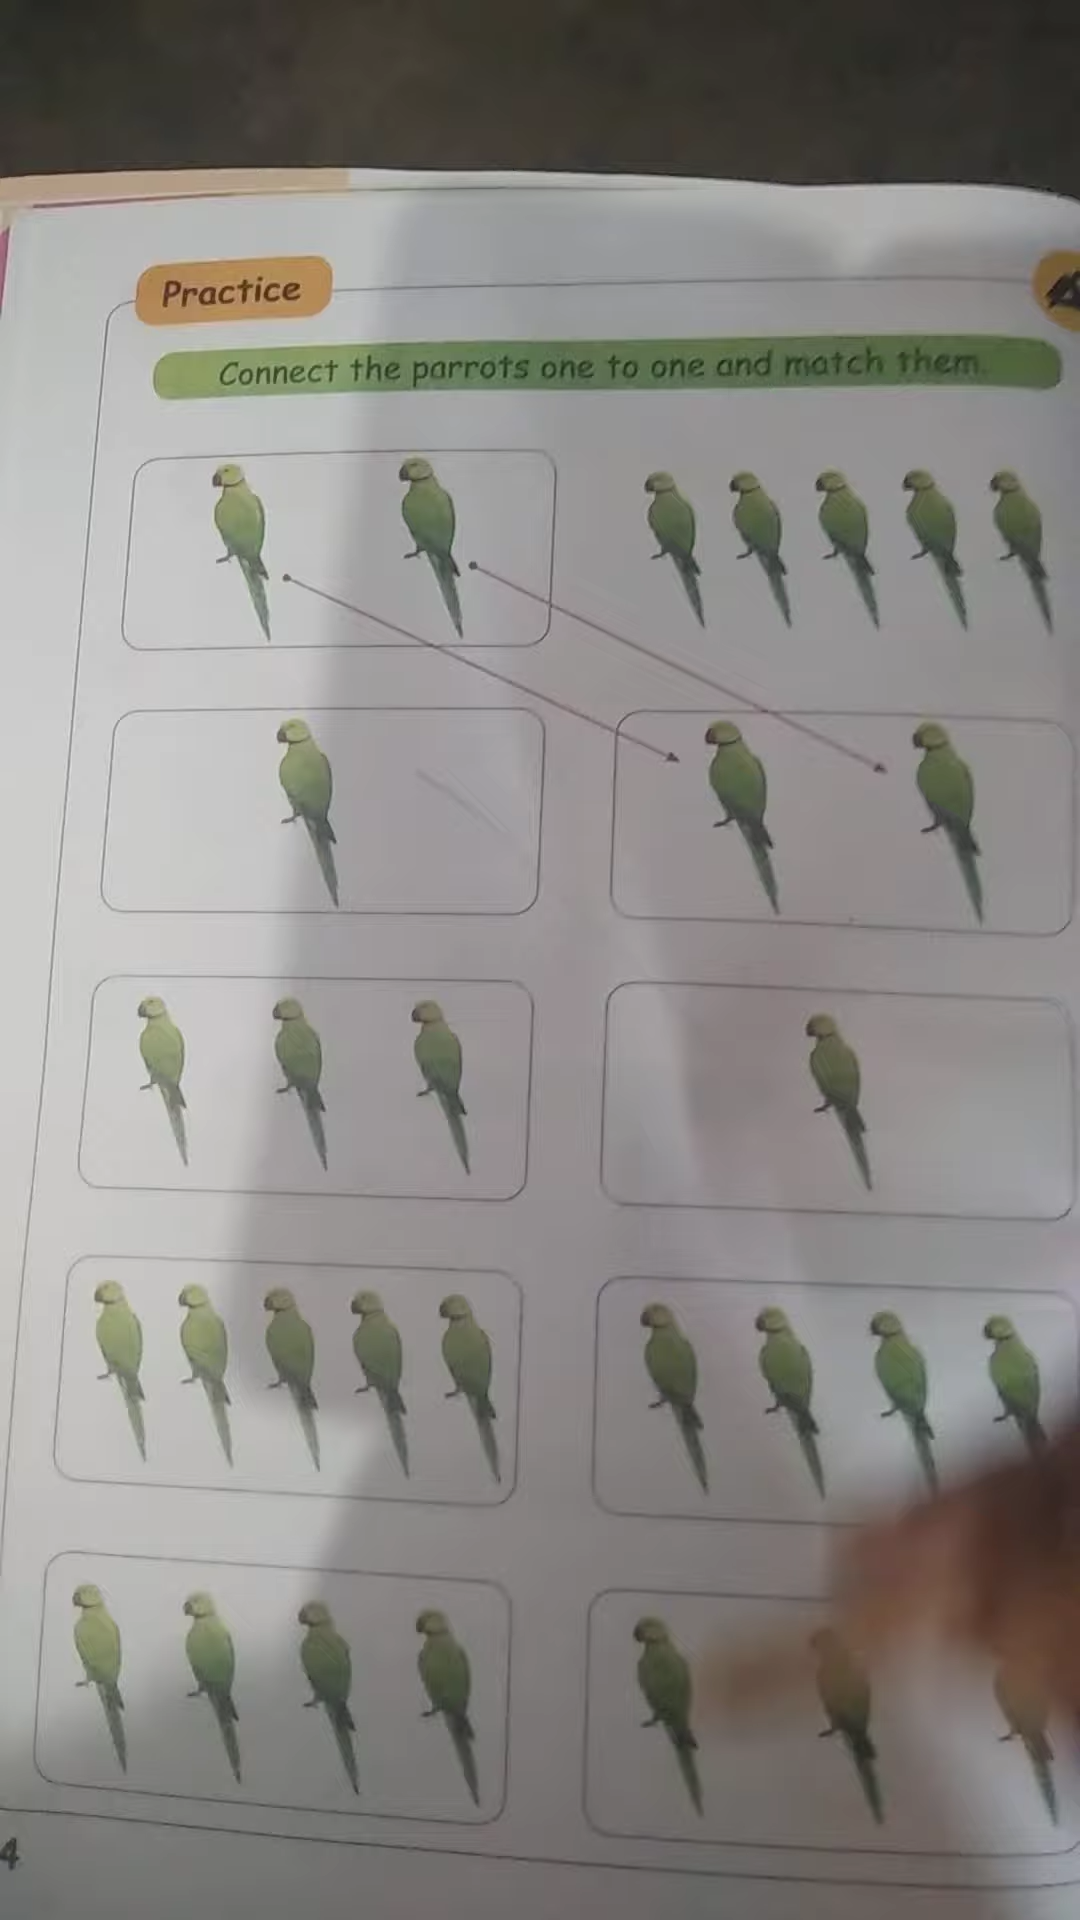 Practice
Connect the parrots one to one and match them.
4